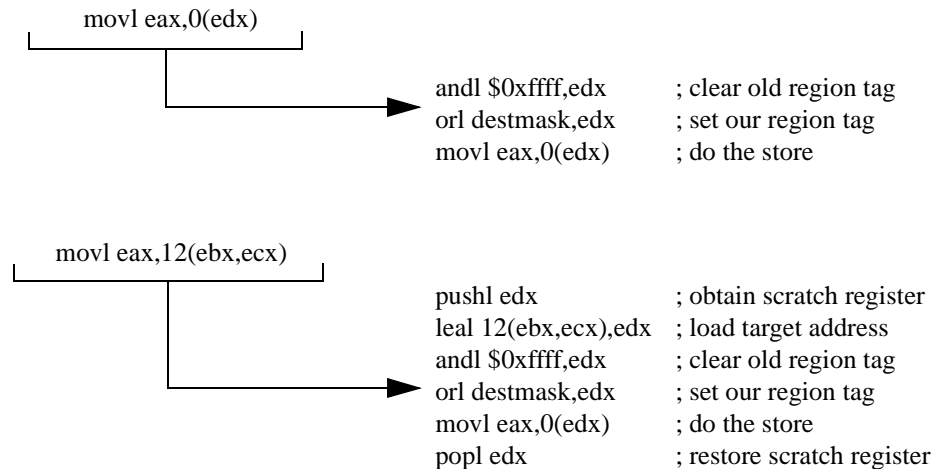 movl eax,0(edx)
andl $0xffff,edx ; clear old region tag
orl destmask,edx ; set our region tag
movl eax,0(edx) ; do the store
movl eax,12(ebx,ecx)
pushl edx ; obtain scratch register
leal 12(ebx,ecx),edx ; load target address
andl $0xffff,edx ; clear old region tag
orl destmask,edx ; set our region tag
movl eax,0(edx) ; do the store
popl edx ; restore scratch register